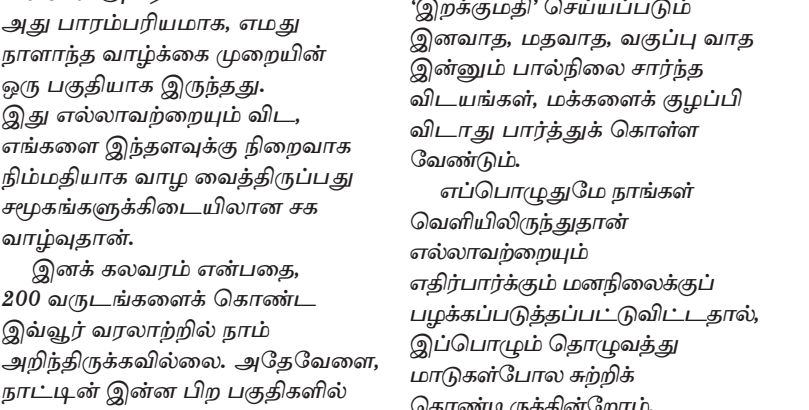 அது பாரம்பரியமாக, எமது
நாளாந்த வாழ்க்கை முறையின்
ஒரு பகுதியாக இருந்தது.
இது எல்லாவற்றையும் விட,
எங்களை இந்தளவுக்கு நிறைவாக
நிம்மதியாக வாழ வைத்திருப்பது
சமூகங்களுக்கிடையிலான சக
வாழ்வுதான்.
இனக் கலவரம் என்பதை,
200 வருடங்களைக் கொண்ட
இவ்வூர் வரலாற்றில் நாம்
அறிந்திருக்கவில்லை. அதேவேளை,
நாட்டின் இன்ன பிற பகுதிகளில்
‘இறக்குமதி’ செய்யப்படும்
இனவாத, மதவாத, வகுப்பு வாத
இன்னும் பால்நிலை சார்ந்த
விடயங்கள், மக்களைக் குழப்பி
விடாது பார்த்துக் கொள்ள
வேண்டும்.
எப்பொழுதுமே நாங்கள்
வெளியிலிருந்துதான்
எல்லாவற்றையும்
எதிர்பார்க்கும் மனநிலைக்குப்
பழக்கப்படுத்தப்பட்டுவிட்டதால்,
இப்பொழும் தொழுவத்து
மாடுகள்போல சுற்றிக்
கொண்டிருக்கின்றோம்.